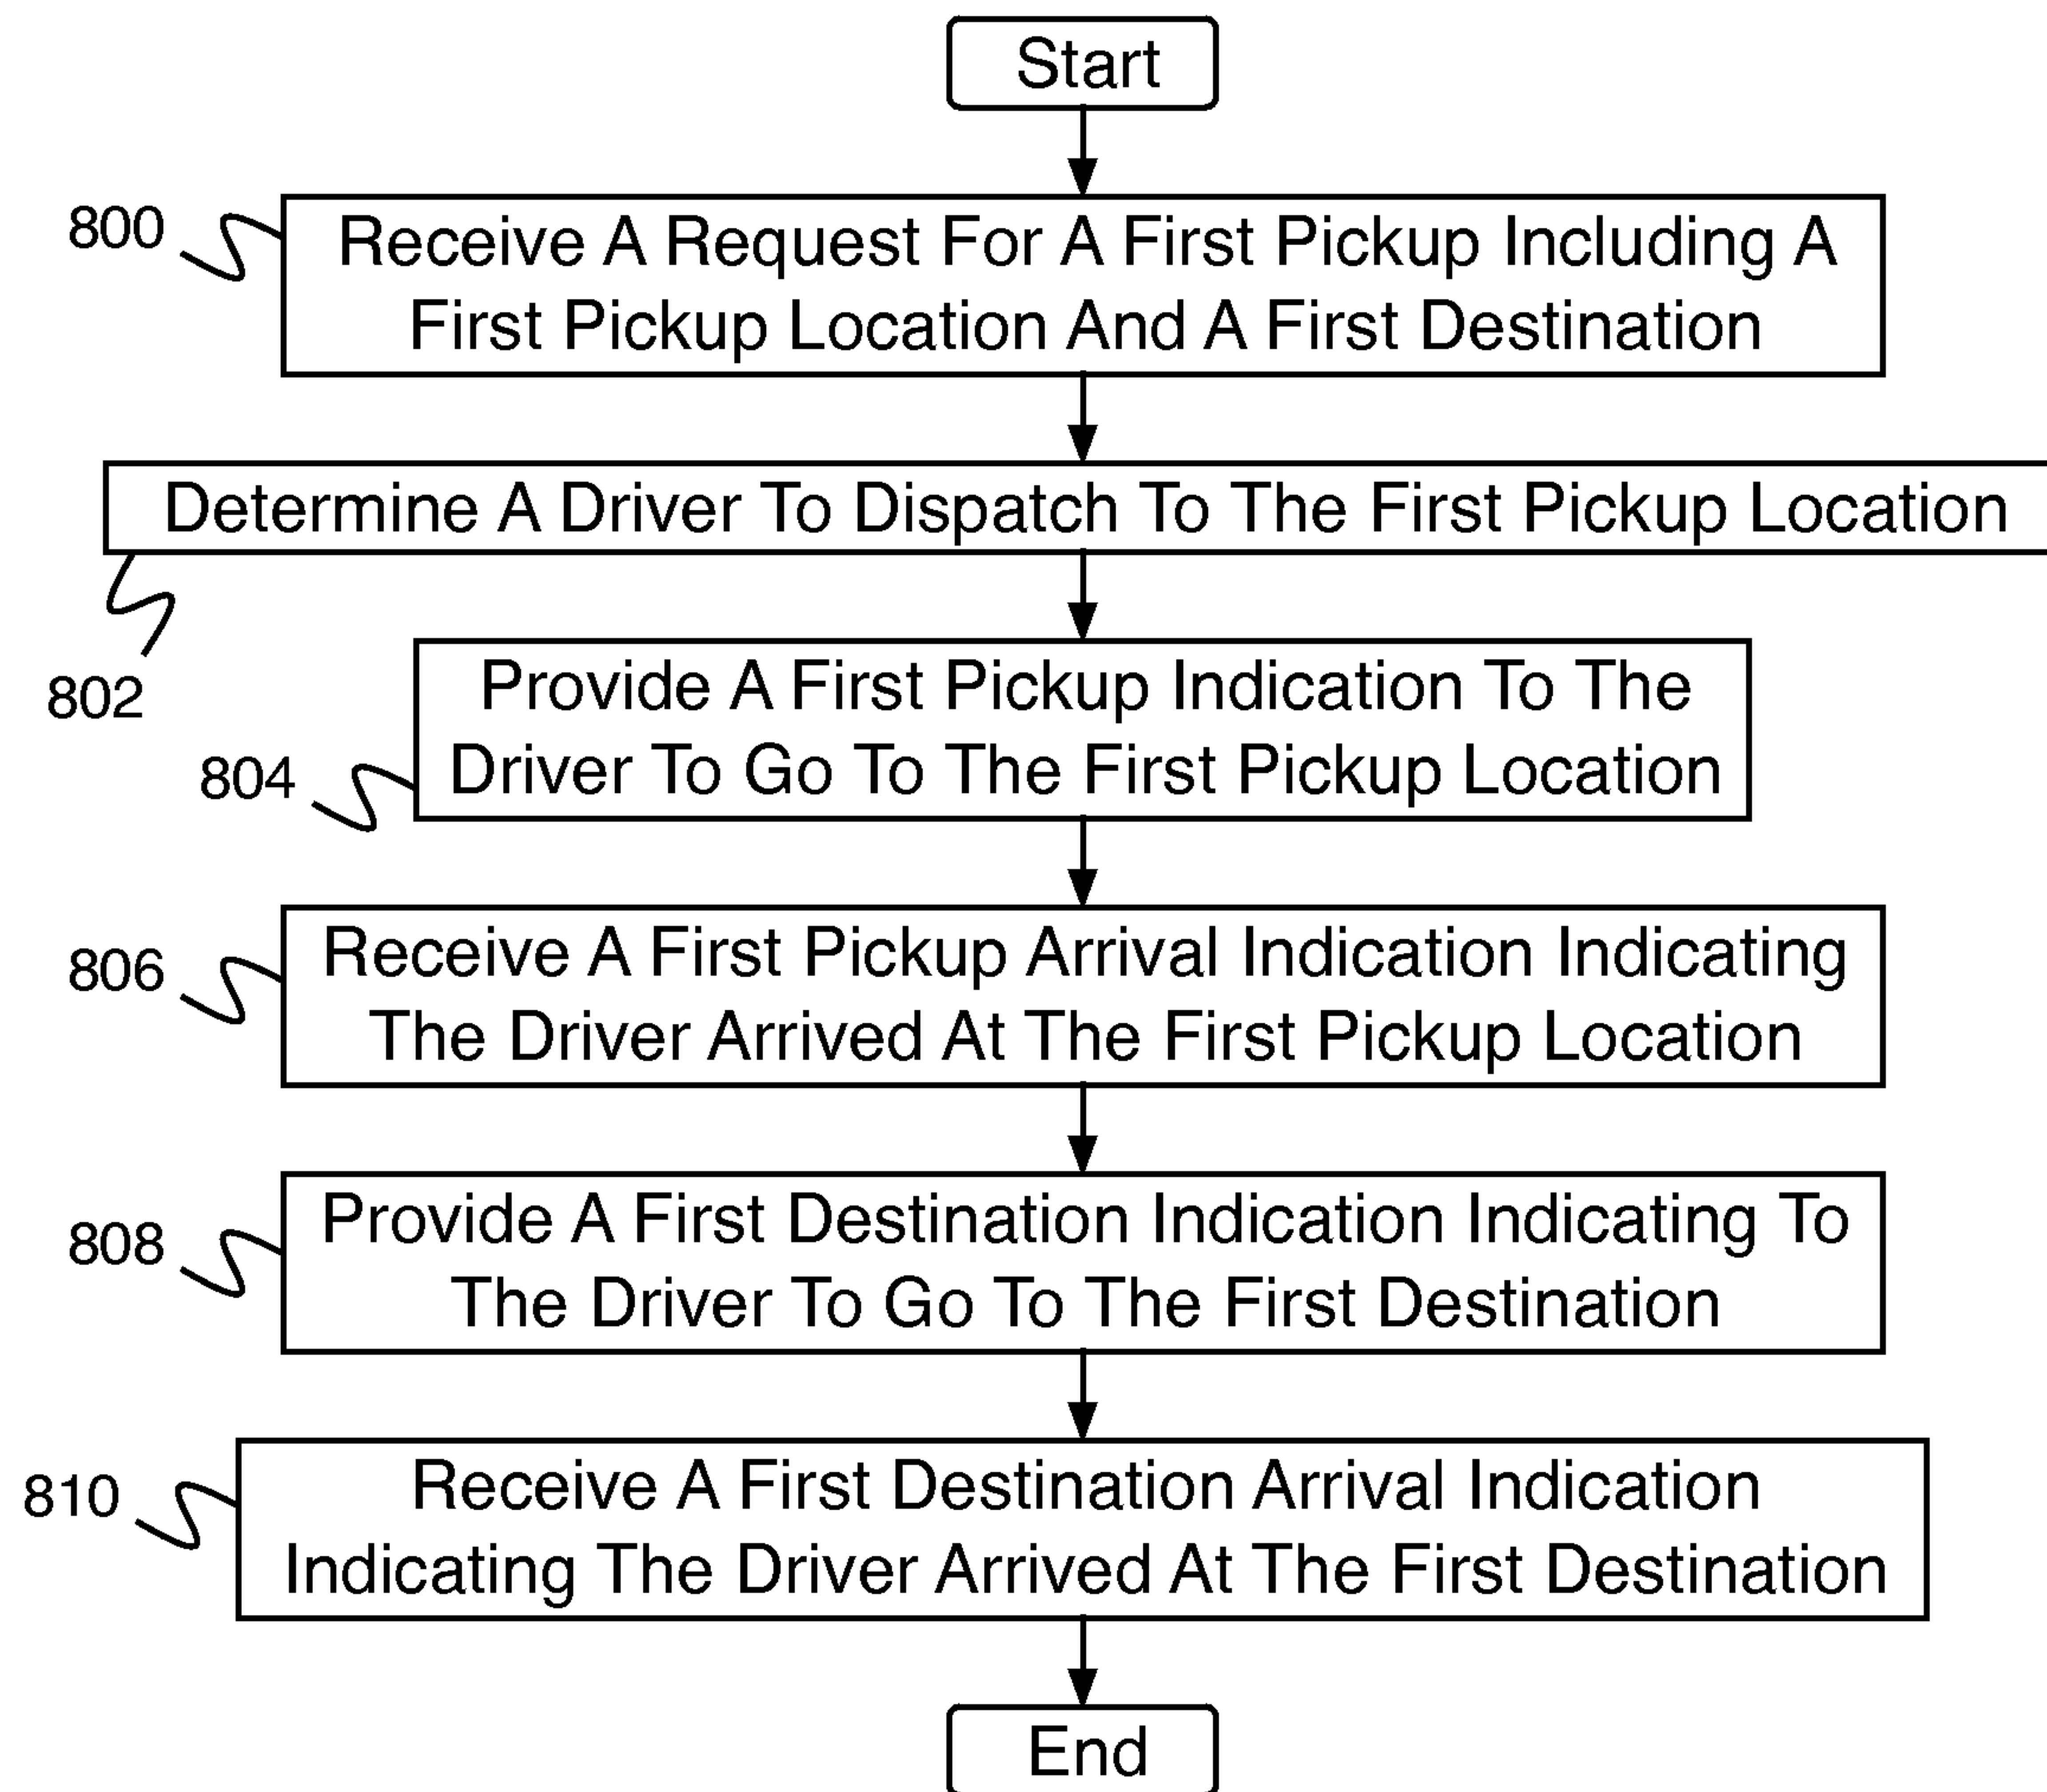 Start
800
Receive A Request For A First Pickup Including A
First Pickup Location And A First Destination
Determine A Driver To Dispatch To The First Pickup Location
802
Provide A First Pickup Indication To The
Driver To Go To The First Pickup Location
804
Receive A First Pickup Arrival Indication Indicating
The Driver Arrived At The First Pickup Location
806
Provide A First Destination Indication Indicating To
The Driver To Go To The First Destination
808
Receive A First Destination Arrival Indication
Indicating The Driver Arrived At The First Destination
810
End